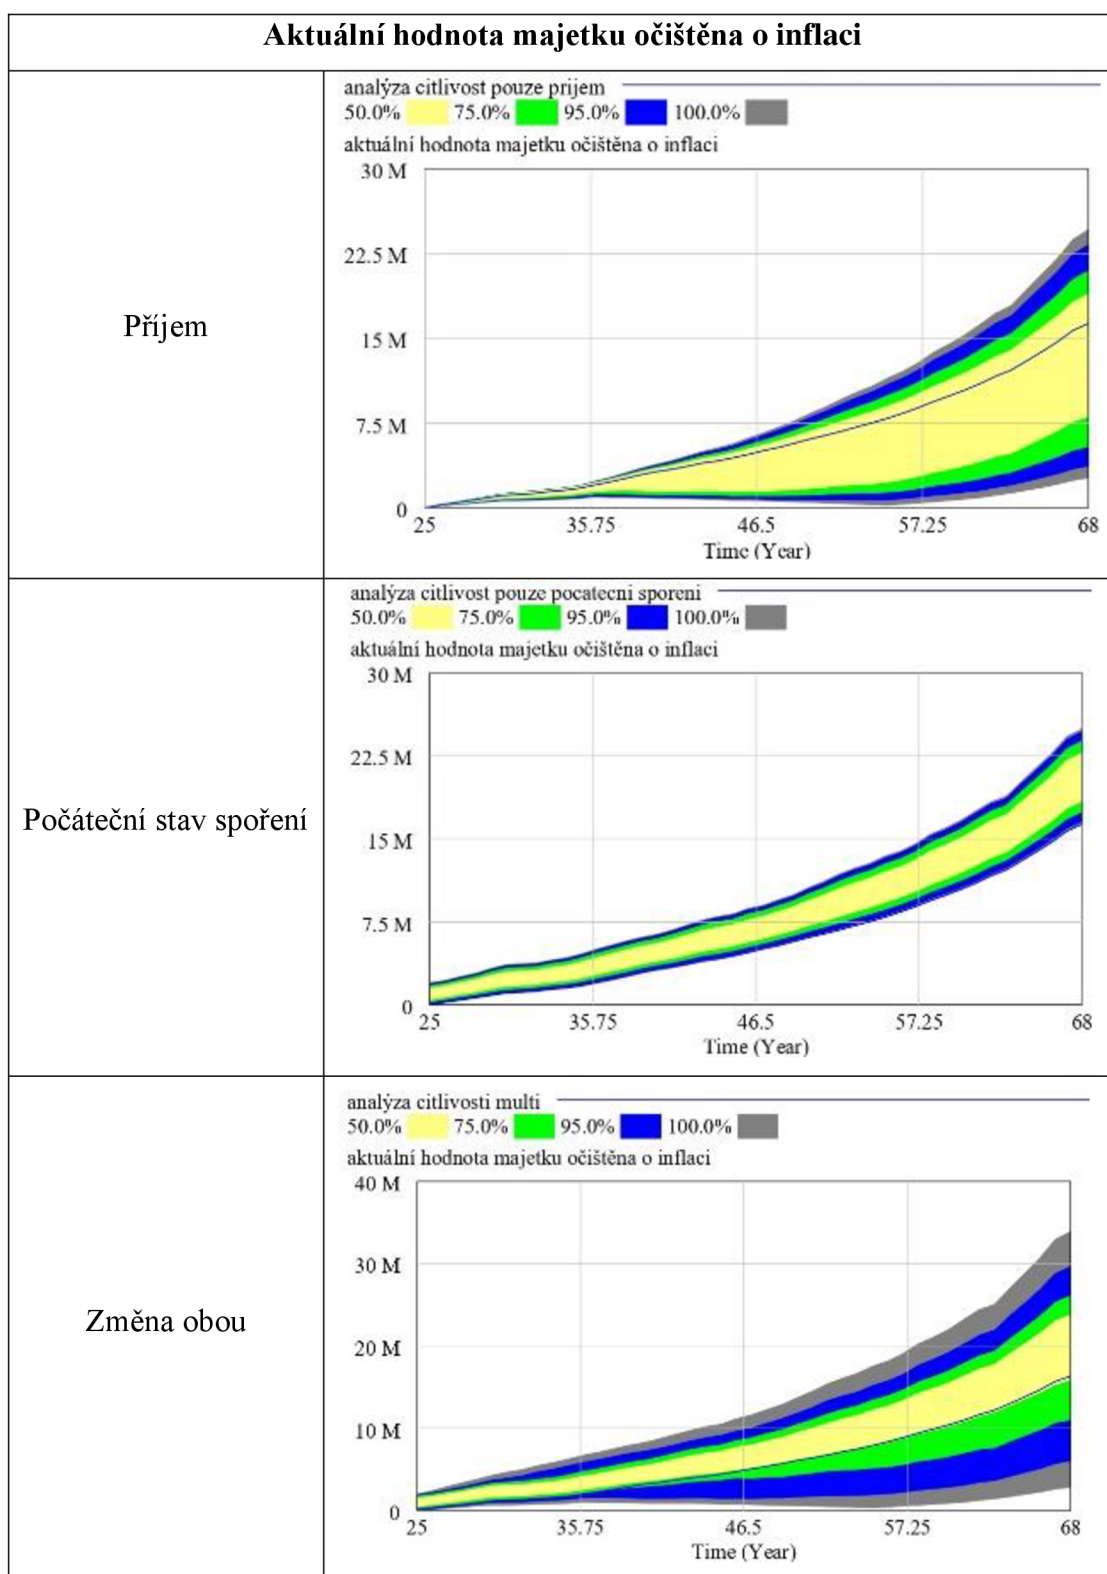 Aktuální hodnota majetku očištěna o inflaci
Příjem
analýza citlivost pouze prijem
50.0% 75.0% 95.0% 100.0%
aktuální hodnota majetku očištěna o inflaci
30 M
22.5 M
15 M
7.5 M
0
25 35.75 46.5 57.25 68
Time (Year)
Počáteční stav spoření
analýza citlivost pouze pocatecni sporeni
50.0% 75.0% 95.0% 100.0%
aktuální hodnota majetku očištěna o inflaci
30 M
22.5 M
15 M
7.5 M
0
25 35.75 46.5 57.25 68
Time (Year)
Změna obou
analýza citlivosti multi
50.0% 75.0% 95.0% 100.0%
aktuální hodnota majetku očištěna o inflaci
40 M
30 M
20 M
10 M
0
25 35.75 46.5 57.25 68
Time (Year)